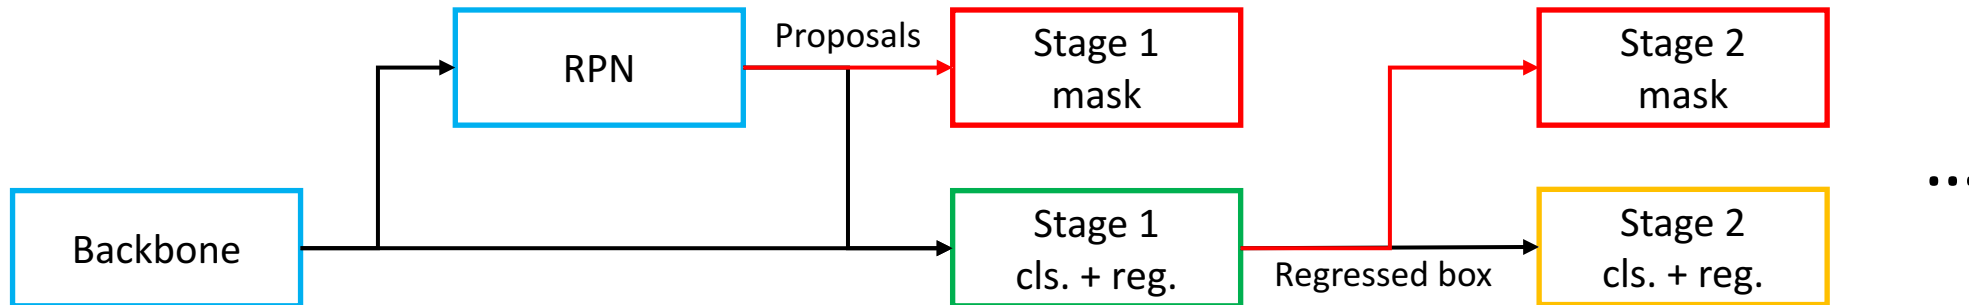 RPN
Proposals
Stage 1
mask
Stage 2
mask
Backbone
Stage 1
cls. + reg.
Regressed box
Stage 2
cls. + reg.
...